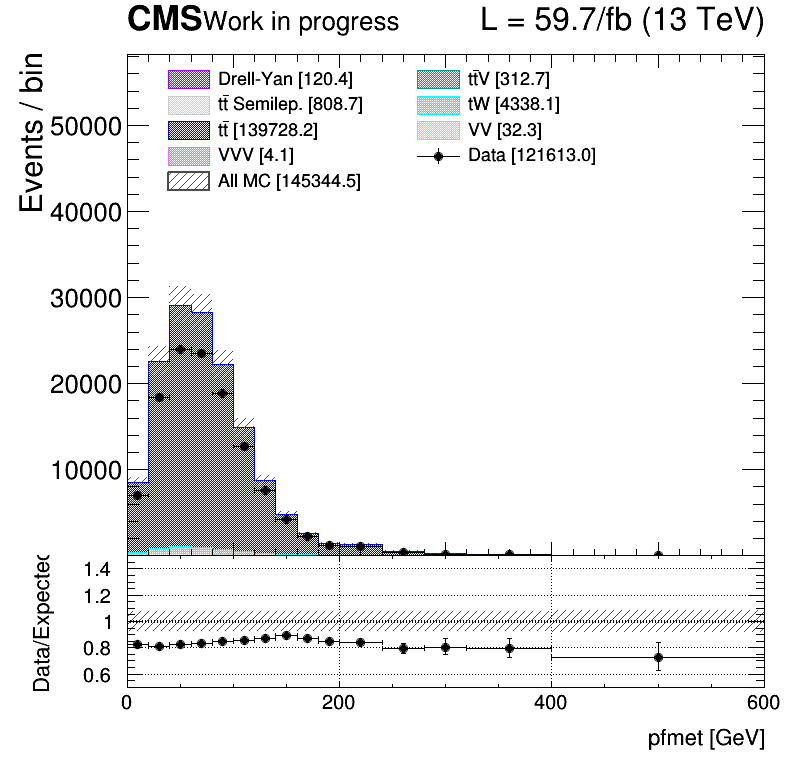 CMS Work in progress L = 59.7/fb (13 TeV)
Events / bin
Drell-Yan [120.4]
tt̄ Semilep. [808.7]
tt̄ [139728.2]
VVV [4.1]
All MC [145344.5]
tt̄V [312.7]
tW [4338.1]
VV [32.3]
Data [121613.0]
50000
40000
30000
20000
10000
Data/Expected
1.4
1.2
1
0.8
0.6
0 200 400 600
pfmet [GeV]